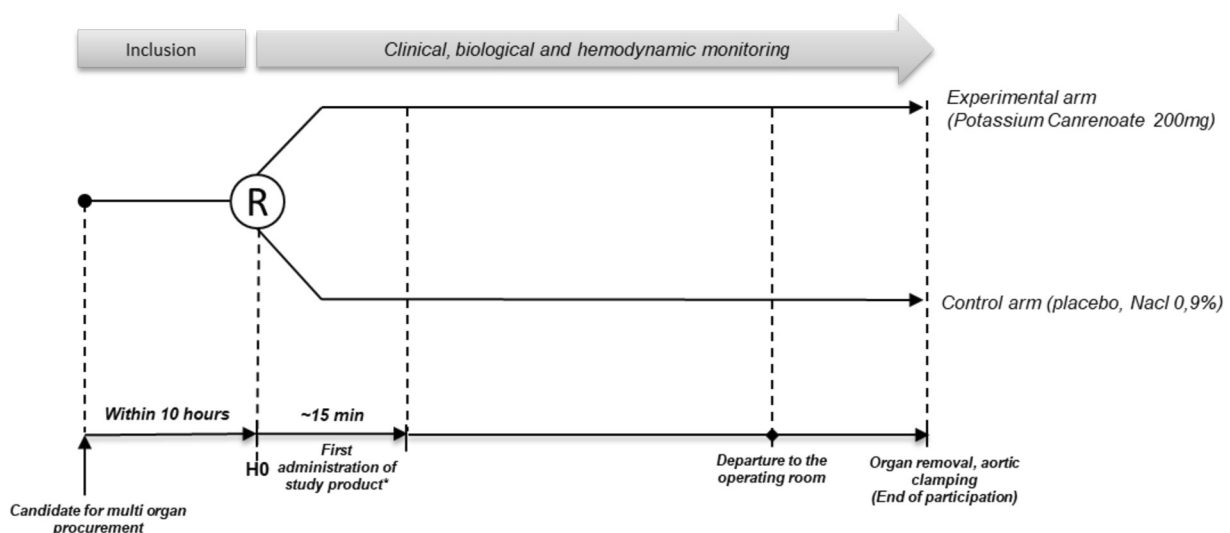 Inclusion
Clinical, biological and hemodynamic monitoring
Experimental arm
(Potassium Canrenoate 200mg)
R
Control arm (placebo, Nacl 0,9%)
Within 10 hours
~15 min
H0
First
administration of
study product*
Departure to the
operating room
Organ removal, aortic
clamping
(End of participation)
Candidate for multi organ
procurement